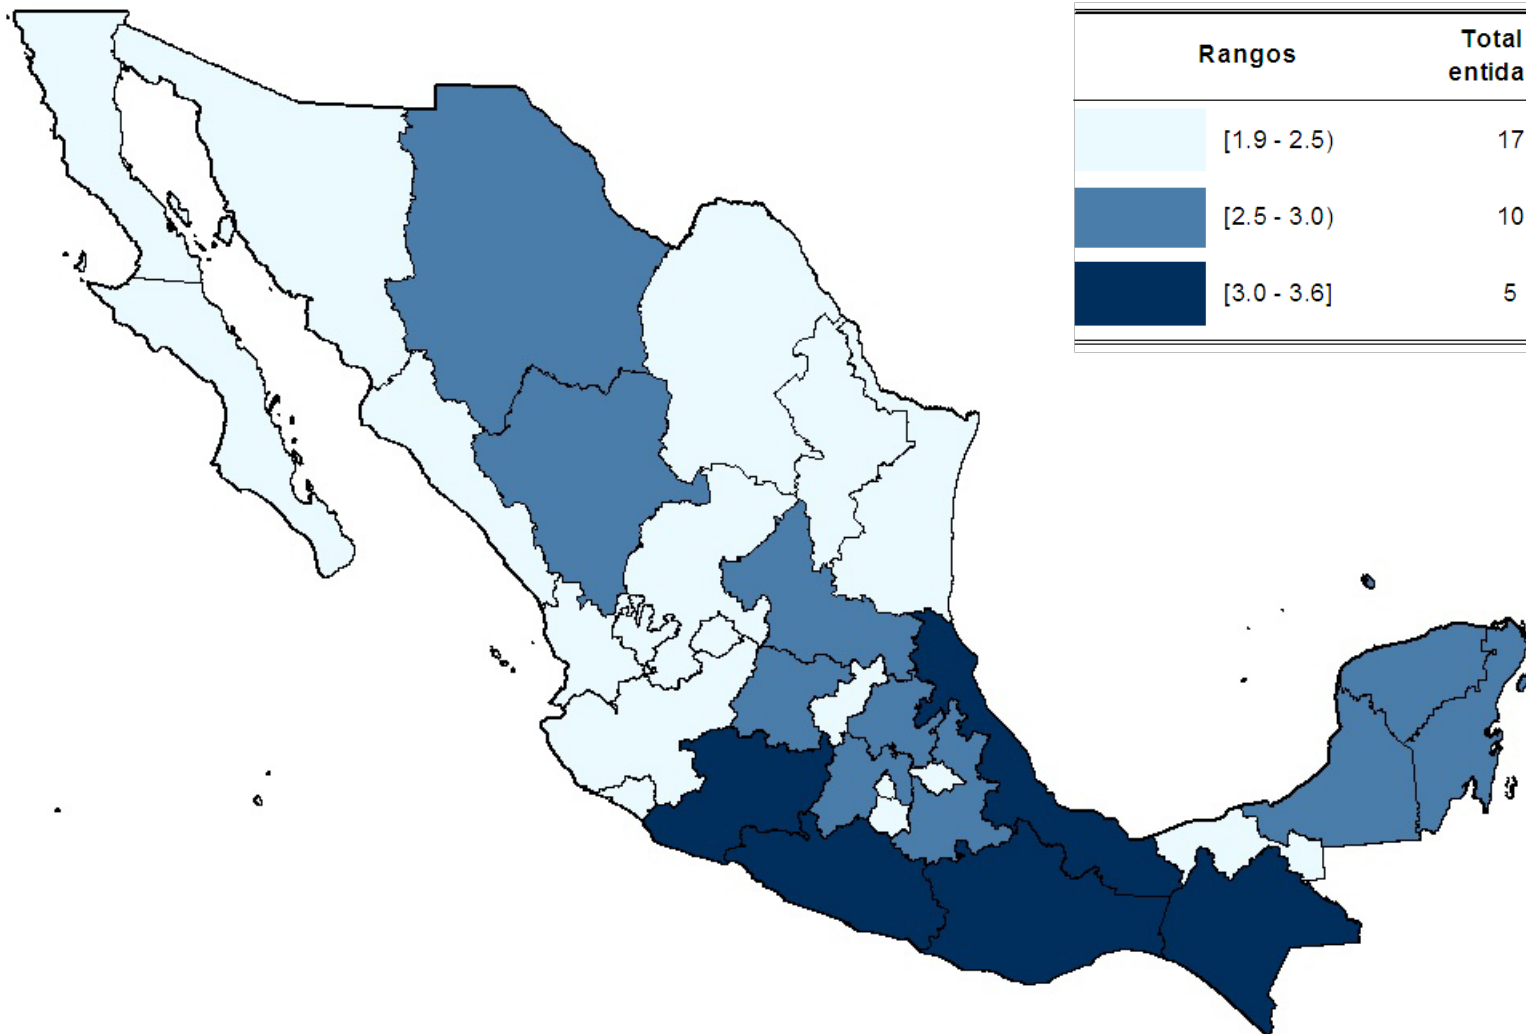 Rangos
Total
entida
[1.9 - 2.5) 17
[2.5 - 3.0) 10
[3.0 - 3.6] 5